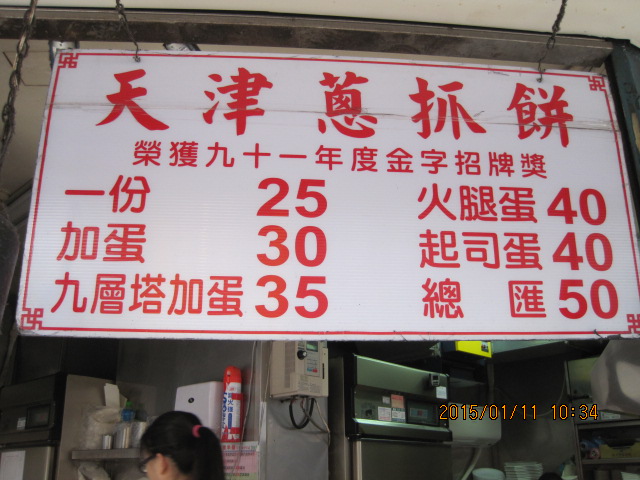 天津蔥抓餅
榮獲九十一年度金字招牌獎
一份 25 火腿蛋 40
加蛋 30 起司蛋 40
九層塔加蛋 35 總匯 50
2015/01/11 10:34